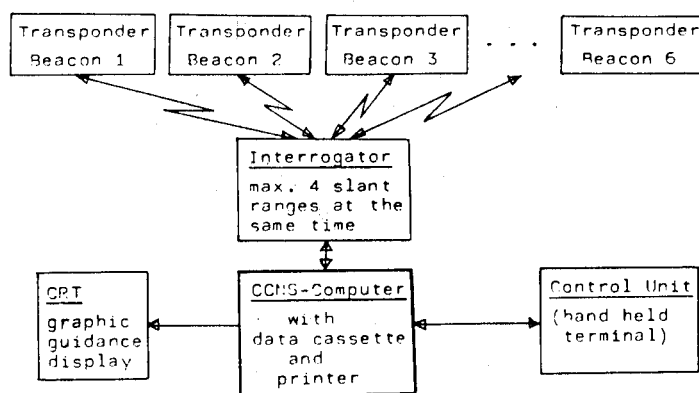 Transponder
Beacon 1
Transponder
Beacon 2
Transponder
Beacon 3
. . .
Transponder
Beacon 6
Interrogator
max. 4 slant
ranges at the
same time
CRT
graphic
guidance
display
CCNS-Computer
with
data cassette
and
printer
Control Unit
(hand held
terminal)